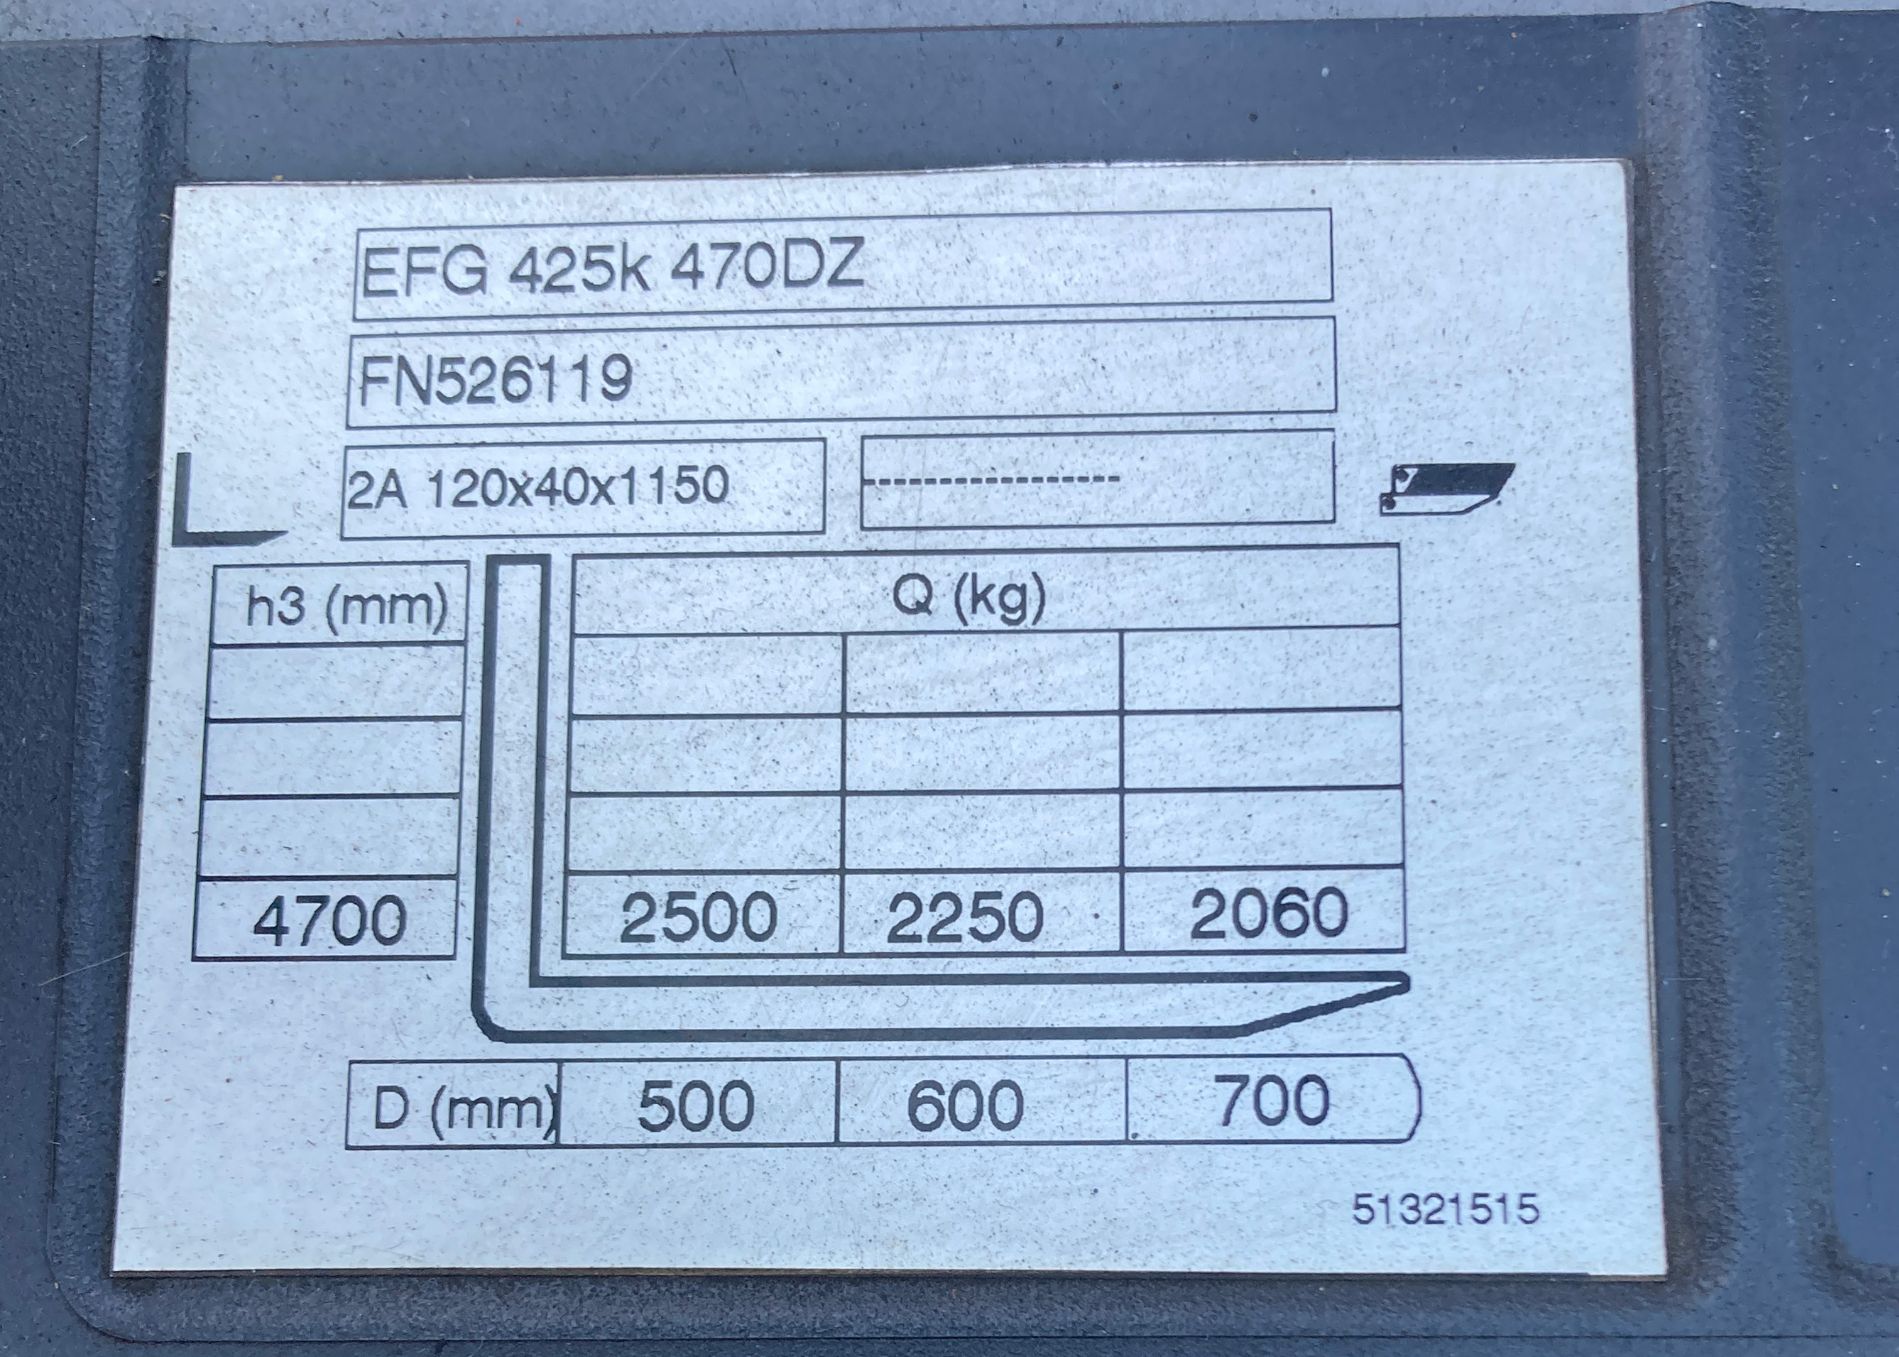 EFG 425k 470DZ
FN526119
2A 120x40x1150 ----------------
h3 (mm) Q (kg)
4700 2500 2250 2060
D (mm) 500 600 700
51321515